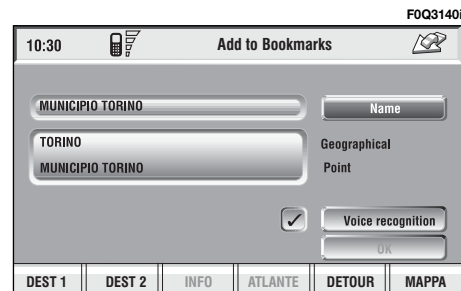 F0Q3140i
10:30 Add to Bookmarks
MUNICIPIO TORINO Name
TORINO Geographical
MUNICIPIO TORINO Point
Voice recognition
OK
DEST 1 DEST 2 INFO ATLANTE DETOUR MAPPA